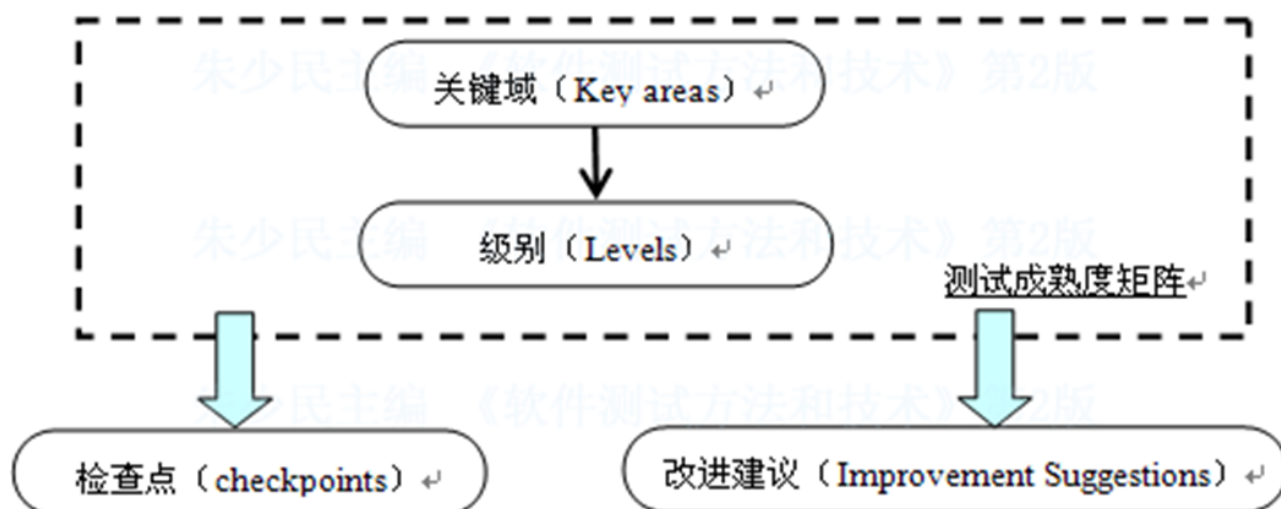 朱少民主编 《软件测试方法和技术》第2版
关键域（Key areas）↵
朱少民主编 《软件测试方法和技术》第2版
级别（Levels）↵
测试成熟度矩阵↵
朱少民主编 《软件测试方法和技术》第2版
检查点（checkpoints）↵
改进建议（Improvement Suggestions）↵